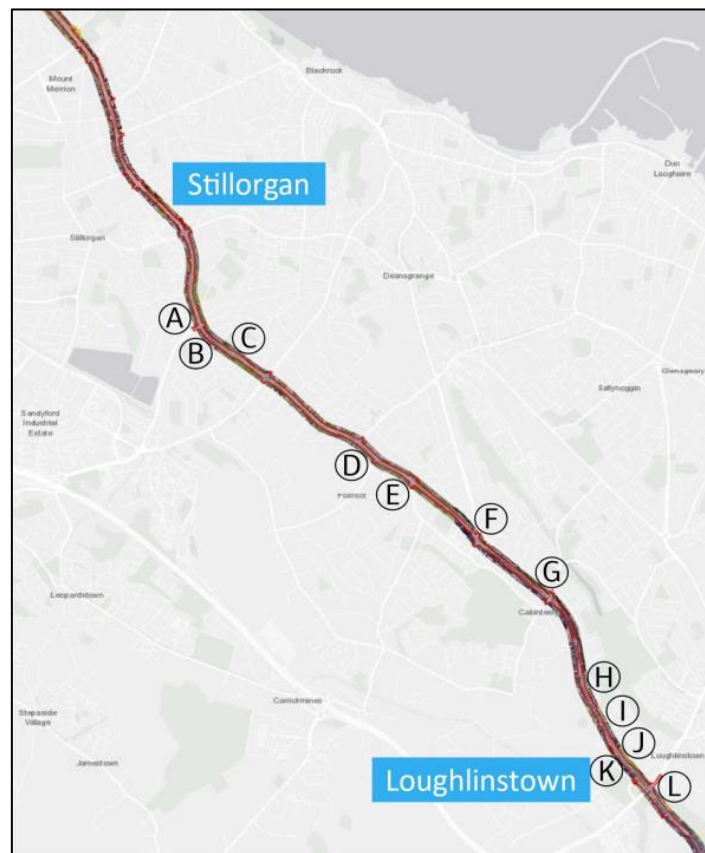 Mount
Merrion
Blackrock
Dun
Laoghaire
Stillorgan
Stillorgan
Deansgrange
A
B
C
Glenageary
Sallynoggin
Sandyford
Industrial
Estate
D
E
Foxrock
F
Leopardstown
G
Cabinteely
H
Carrickmines
I
Stepaside
Village
J
Loughlinstown
K
Jamestown
Loughlinstown
L